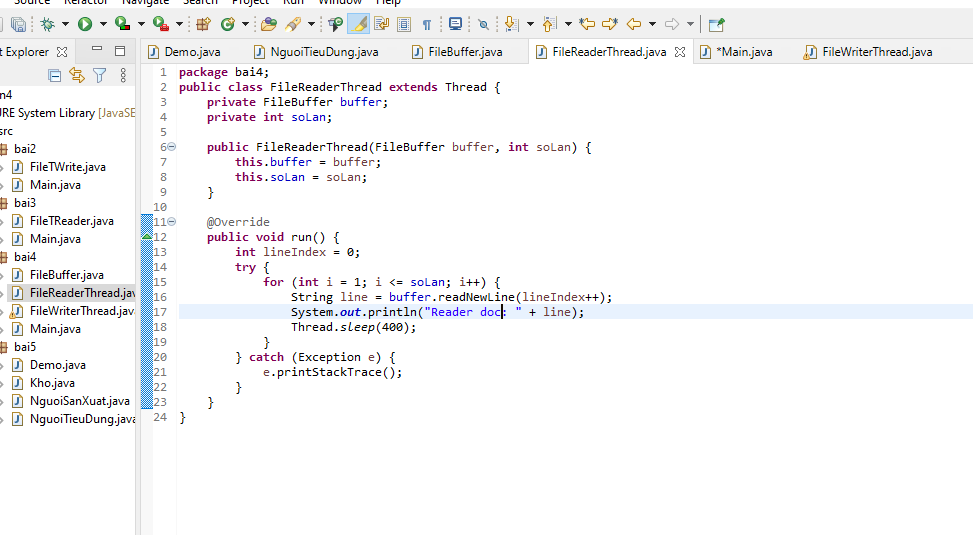 Source Refactor Navigate Search Project Run Window Help
t Explorer
Demo.java NguoiTieuDung.java FileBuffer.java FileReaderThread.java *Main.java FileWriterThread.java
n4
URE System Library [JavaSE
src
bai2
FileTWrite.java
Main.java
bai3
FileTReader.java
Main.java
bai4
FileBuffer.java
FileReaderThread.jav
FileWriterThread.java
Main.java
bai5
Demo.java
Kho.java
NguoiSanXuat.java
NguoiTieuDung.java
1 package bai4;
2 public class FileReaderThread extends Thread {
3 private FileBuffer buffer;
4 private int soLan;
5
6 public FileReaderThread(FileBuffer buffer, int soLan) {
7 this.buffer = buffer;
8 this.soLan = soLan;
9 }
10
11 @Override
12 public void run() {
13 int lineIndex = 0;
14 try {
15 for (int i = 1; i <= soLan; i++) {
16 String line = buffer.readNewLine(lineIndex++);
17 System.out.println("Reader doc: " + line);
18 Thread.sleep(400);
19 }
20 } catch (Exception e) {
21 e.printStackTrace();
22 }
23 }
24 }